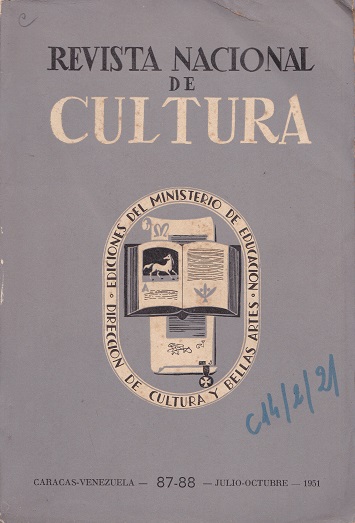 REVISTA NACIONAL
DE
CULTURA
EDICIONES DEL MINISTERIO DE EDUCACION
DIRECCION DE CULTURA Y BELLAS ARTES
C14/2/21
CARACAS-VENEZUELA — 87-88 — JULIO-OCTUBRE — 1951